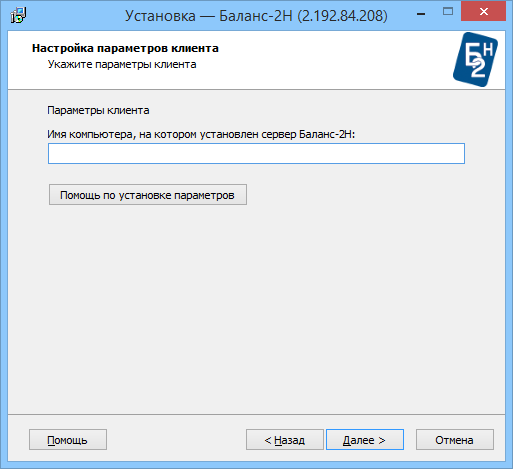 Установка — Баланс-2Н (2.192.84.208)
Настройка параметров клиента
Укажите параметры клиента
Б2Н
Параметры клиента
Имя компьютера, на котором установлен сервер Баланс-2Н:
Помощь по установке параметров
Помощь
< Назад
Далее >
Отмена